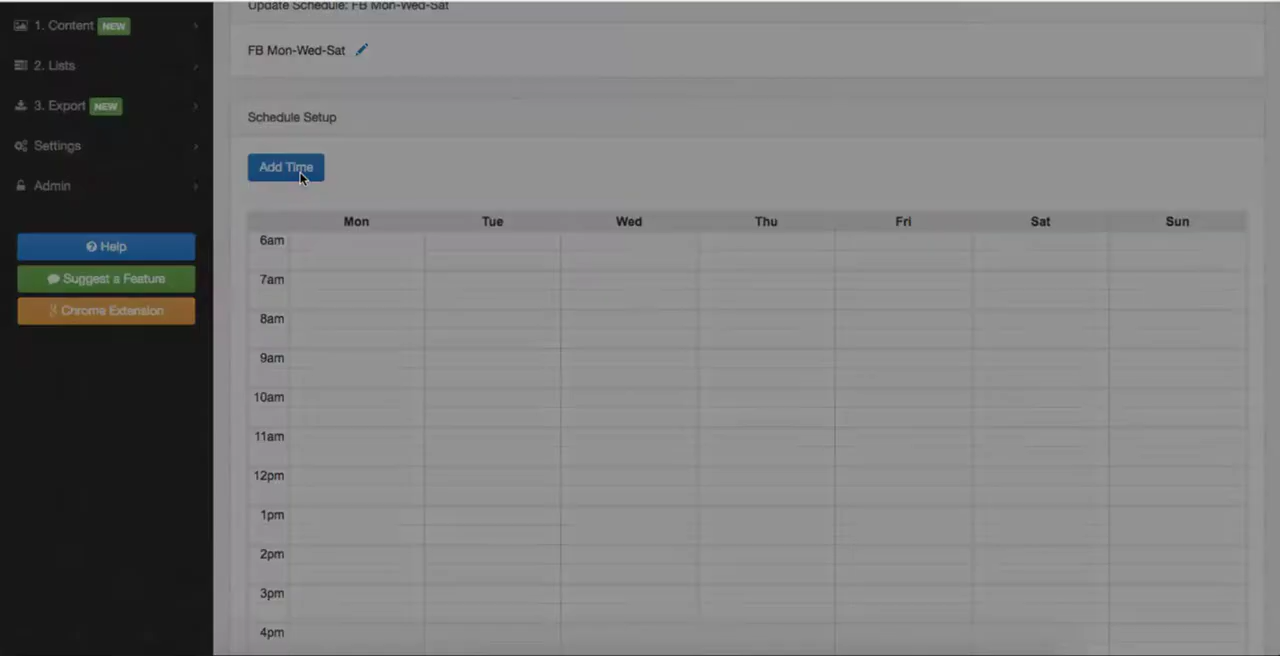 Update Schedule: FB Mon-Wed-Sat
1. Content NEW
FB Mon-Wed-Sat
2. Lists
3. Export NEW
Schedule Setup
Settings
Add Time
Admin
Mon Tue Wed Thu Fri Sat Sun
6am
Help
7am
Suggest a Feature
Chrome Extension
8am
9am
10am
11am
12pm
1pm
2pm
3pm
4pm